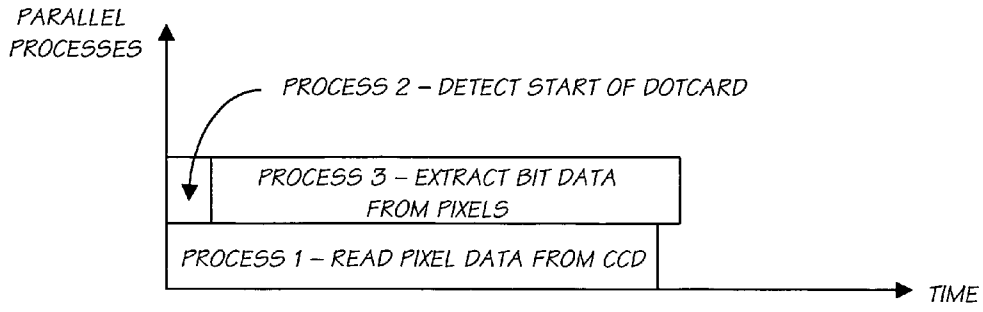 PARALLEL
PROCESSES
PROCESS 2 – DETECT START OF DOTCARD
PROCESS 3 – EXTRACT BIT DATA
FROM PIXELS
PROCESS 1 – READ PIXEL DATA FROM CCD
TIME